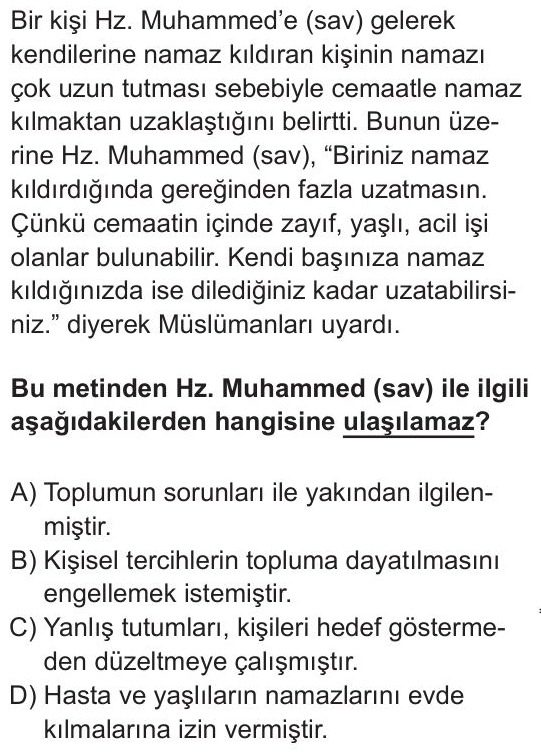 Bir kişi Hz. Muhammed’e (sav) gelerek
kendilerine namaz kıldıran kişinin namazı
çok uzun tutması sebebiyle cemaatle namaz
kılmaktan uzaklaştığını belirtti. Bunun üze-
rine Hz. Muhammed (sav), “Biriniz namaz
kıldırdığında gereğinden fazla uzatmasın.
Çünkü cemaatin içinde zayıf, yaşlı, acil işi
olanlar bulunabilir. Kendi başınıza namaz
kıldığınızda ise dilediğiniz kadar uzatabilirsi-
niz.” diyerek Müslümanları uyardı.
Bu metinden Hz. Muhammed (sav) ile ilgili
aşağıdakilerden hangisine ulaşılamaz?
A) Toplumun sorunları ile yakından ilgilen-
miştir.
B) Kişisel tercihlerin topluma dayatılmasını
engellemek istemiştir.
C) Yanlış tutumları, kişileri hedef gösterme-
den düzeltmeye çalışmıştır.
D) Hasta ve yaşlıların namazlarını evde
kılmalarına izin vermiştir.